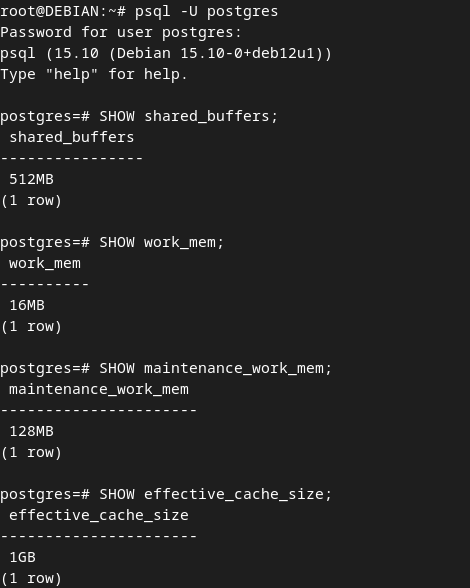 root@DEBIAN:~# psql -U postgres
Password for user postgres:
psql (15.10 (Debian 15.10-0+deb12u1))
Type "help" for help.

postgres=# SHOW shared_buffers;
 shared_buffers
----------------
 512MB
(1 row)

postgres=# SHOW work_mem;
 work_mem
----------
 16MB
(1 row)

postgres=# SHOW maintenance_work_mem;
 maintenance_work_mem
----------------------
 128MB
(1 row)

postgres=# SHOW effective_cache_size;
 effective_cache_size
----------------------
 1GB
(1 row)